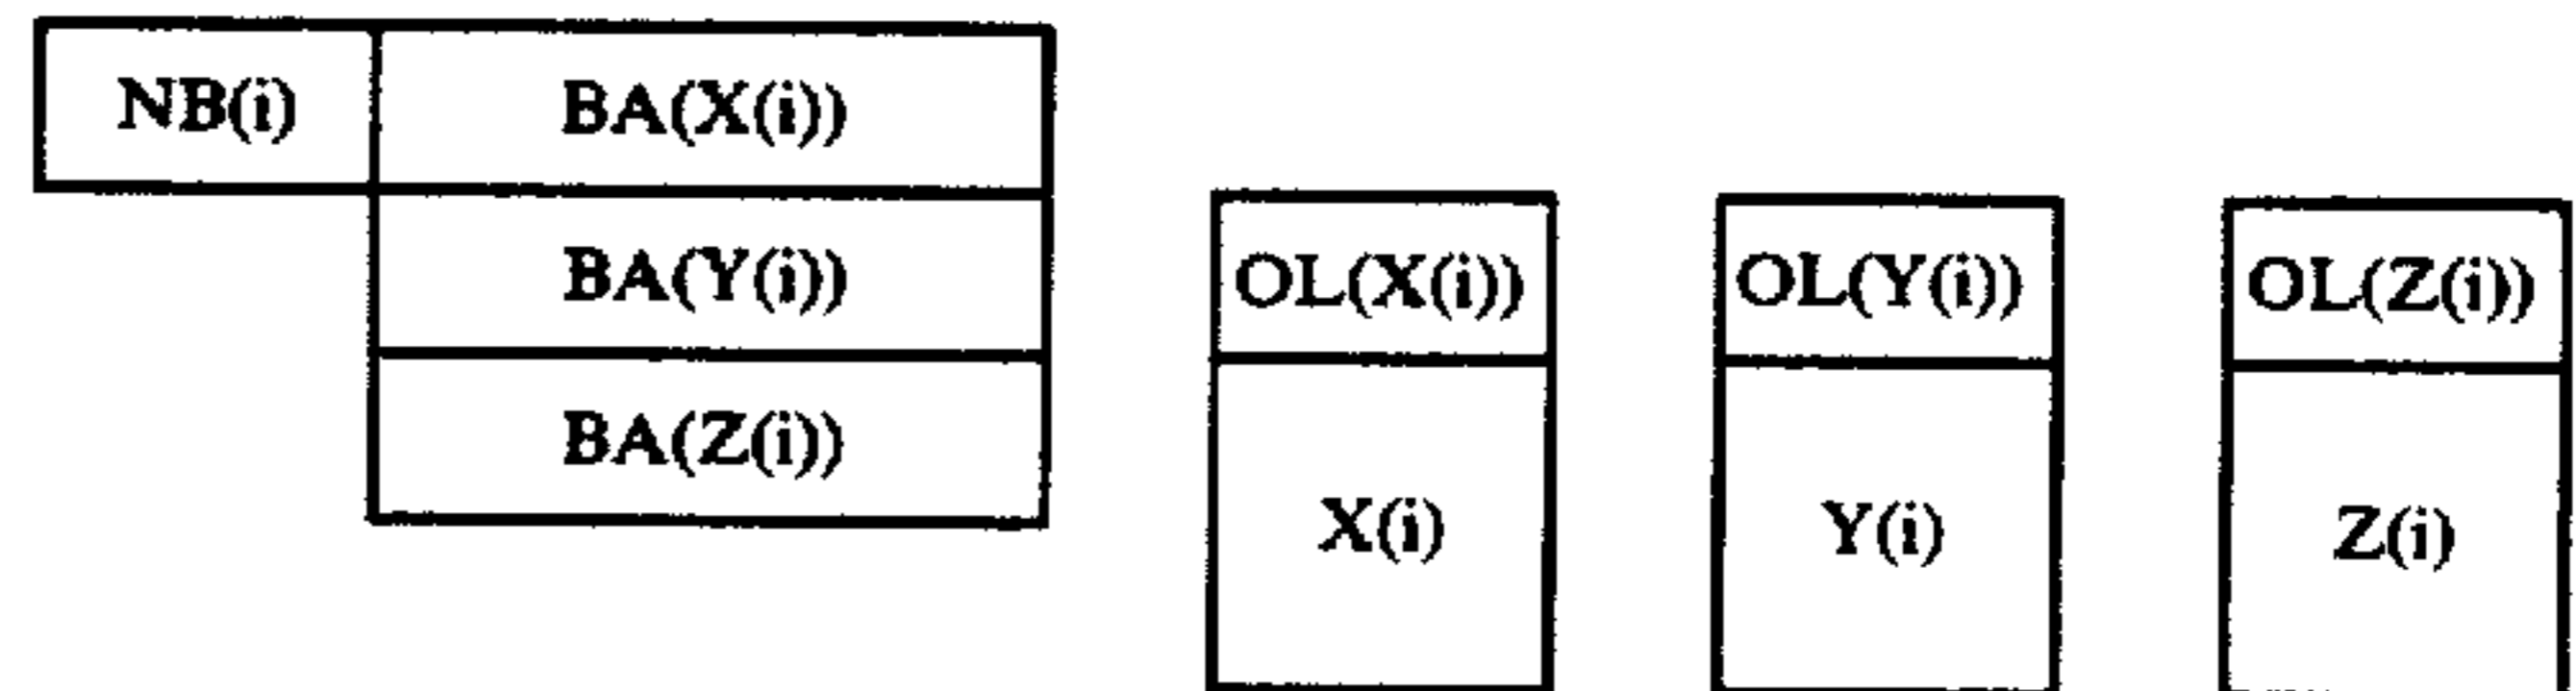 NB(i) BA(X(i))
BA(Y(i))
BA(Z(i))
OL(X(i)) OL(Y(i)) OL(Z(i))
X(i) Y(i) Z(i)